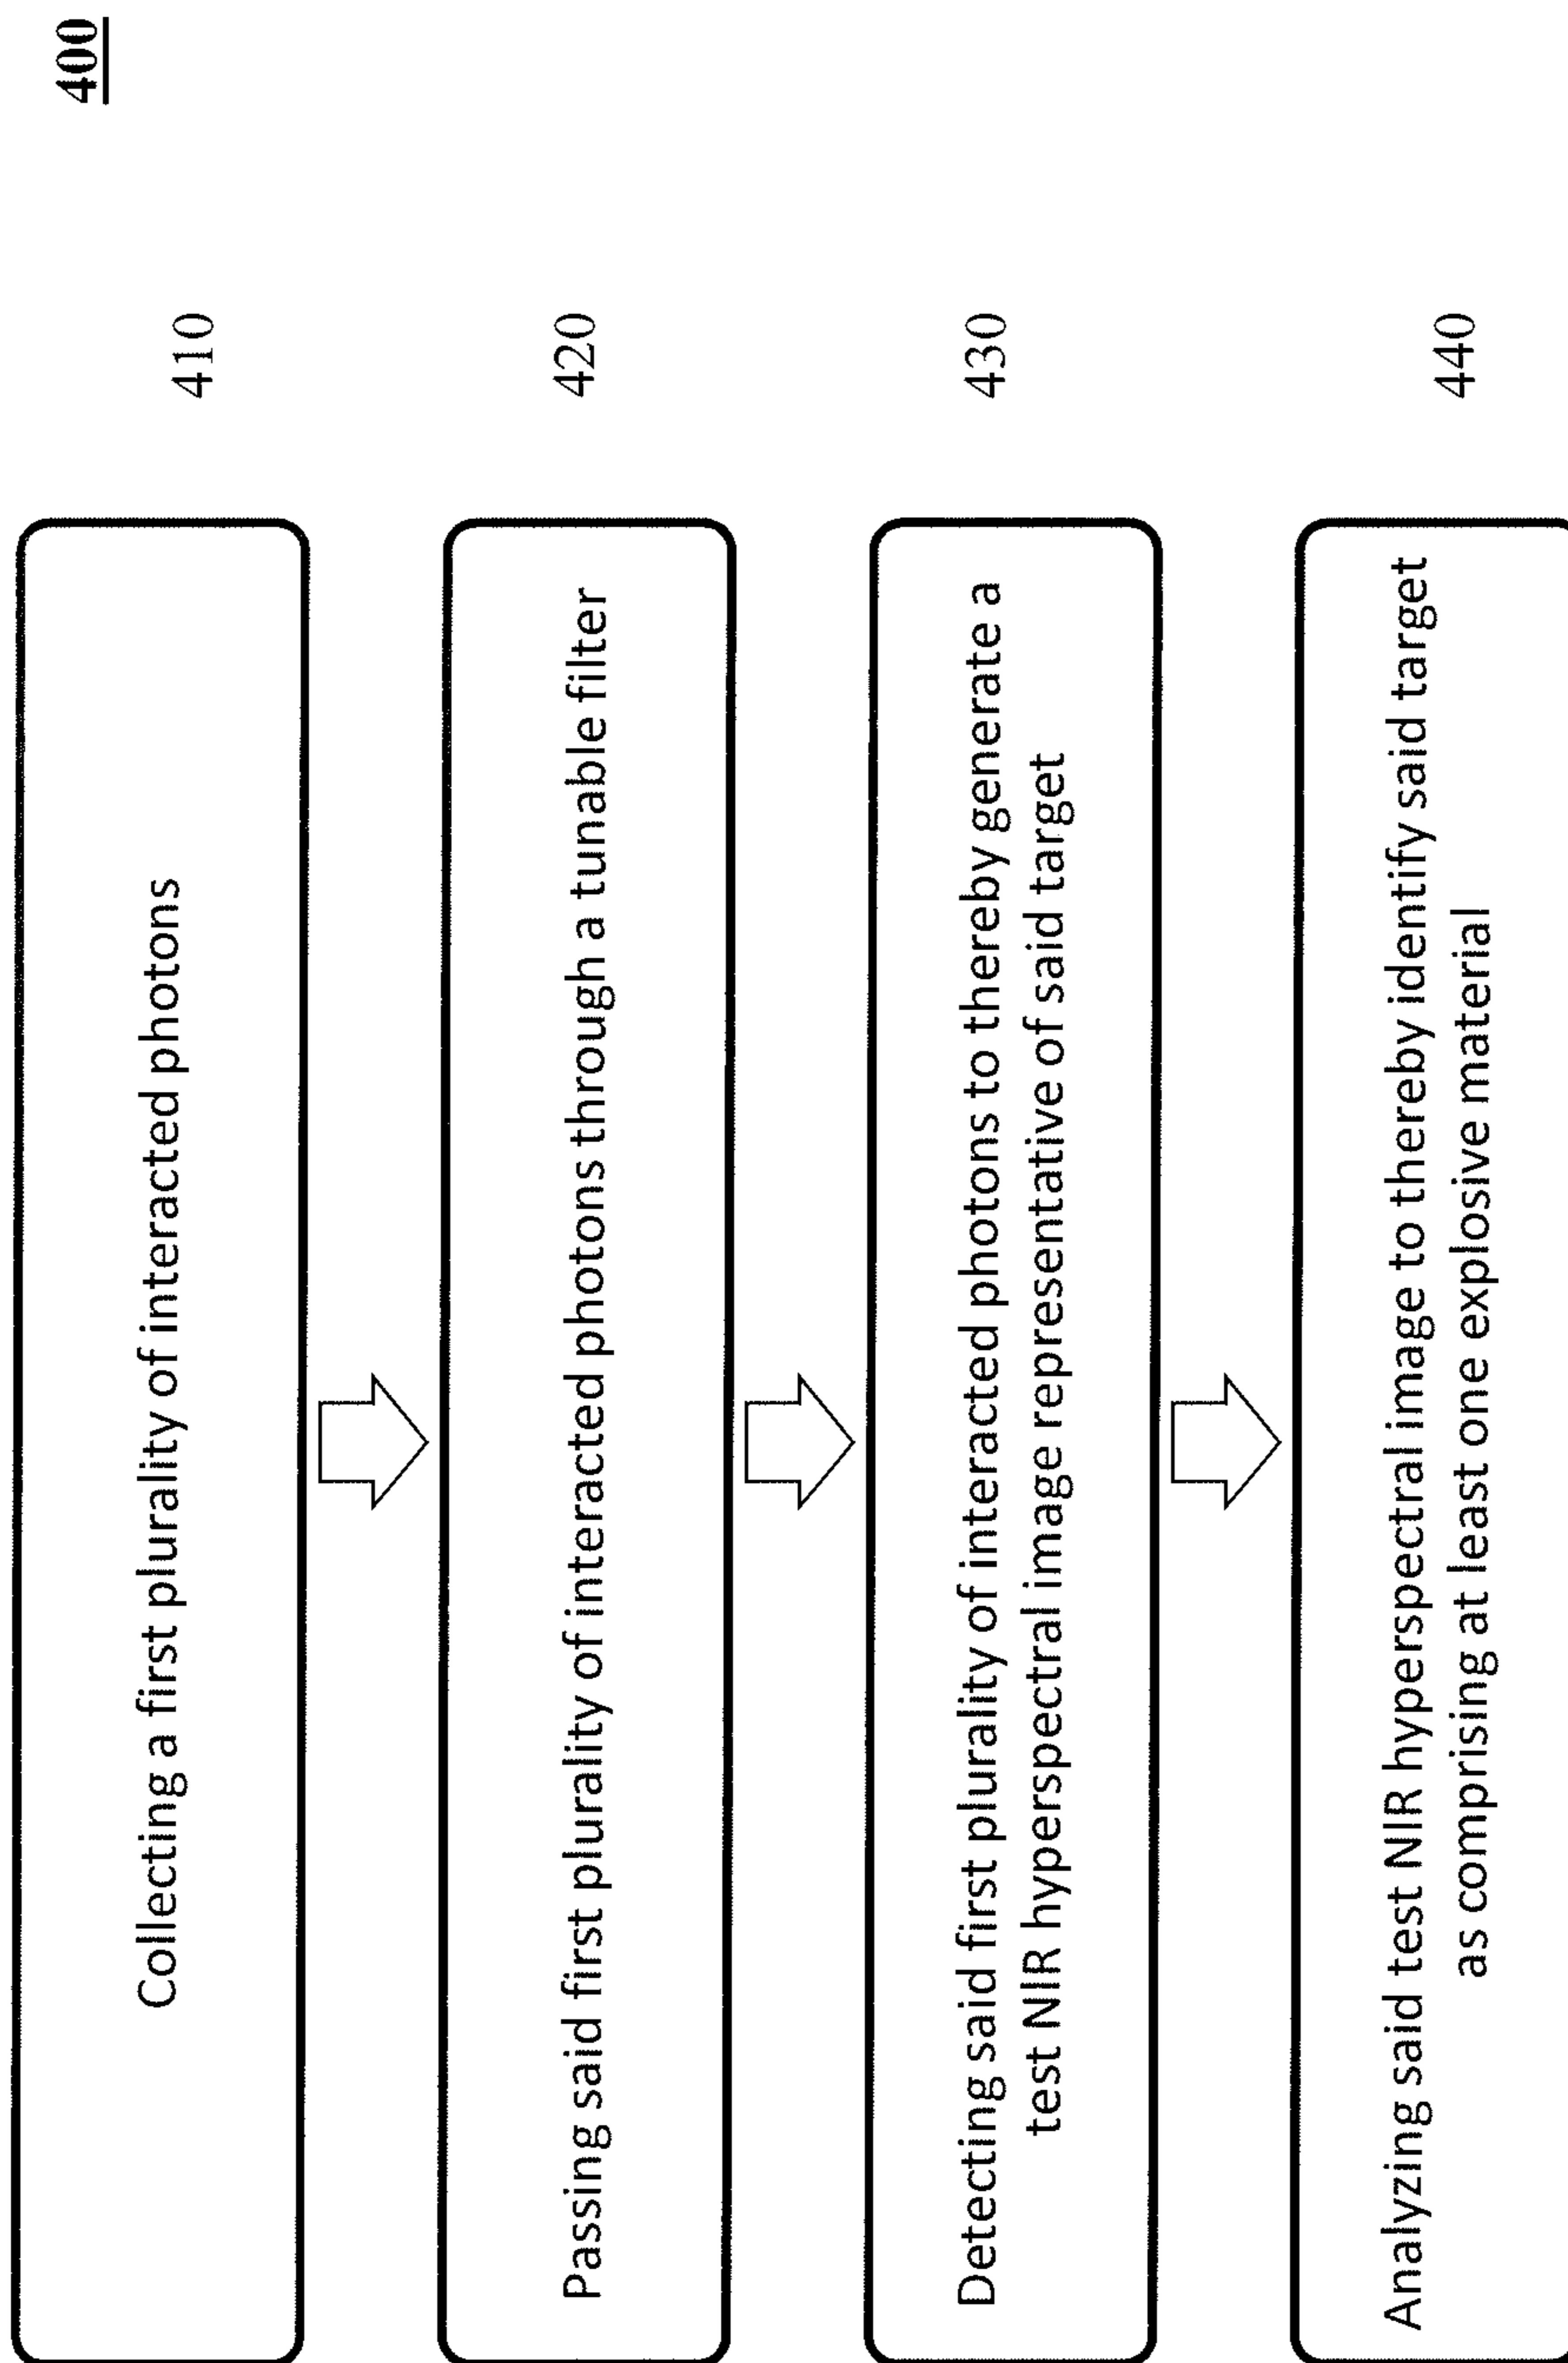 400
Collecting a first plurality of interacted photons
410
Passing said first plurality of interacted photons through a tunable filter
420
Detecting said first plurality of interacted photons to thereby generate a
test NIR hyperspectral image representative of said target
430
Analyzing said test NIR hyperspectral image to thereby identify said target
as comprising at least one explosive material
440